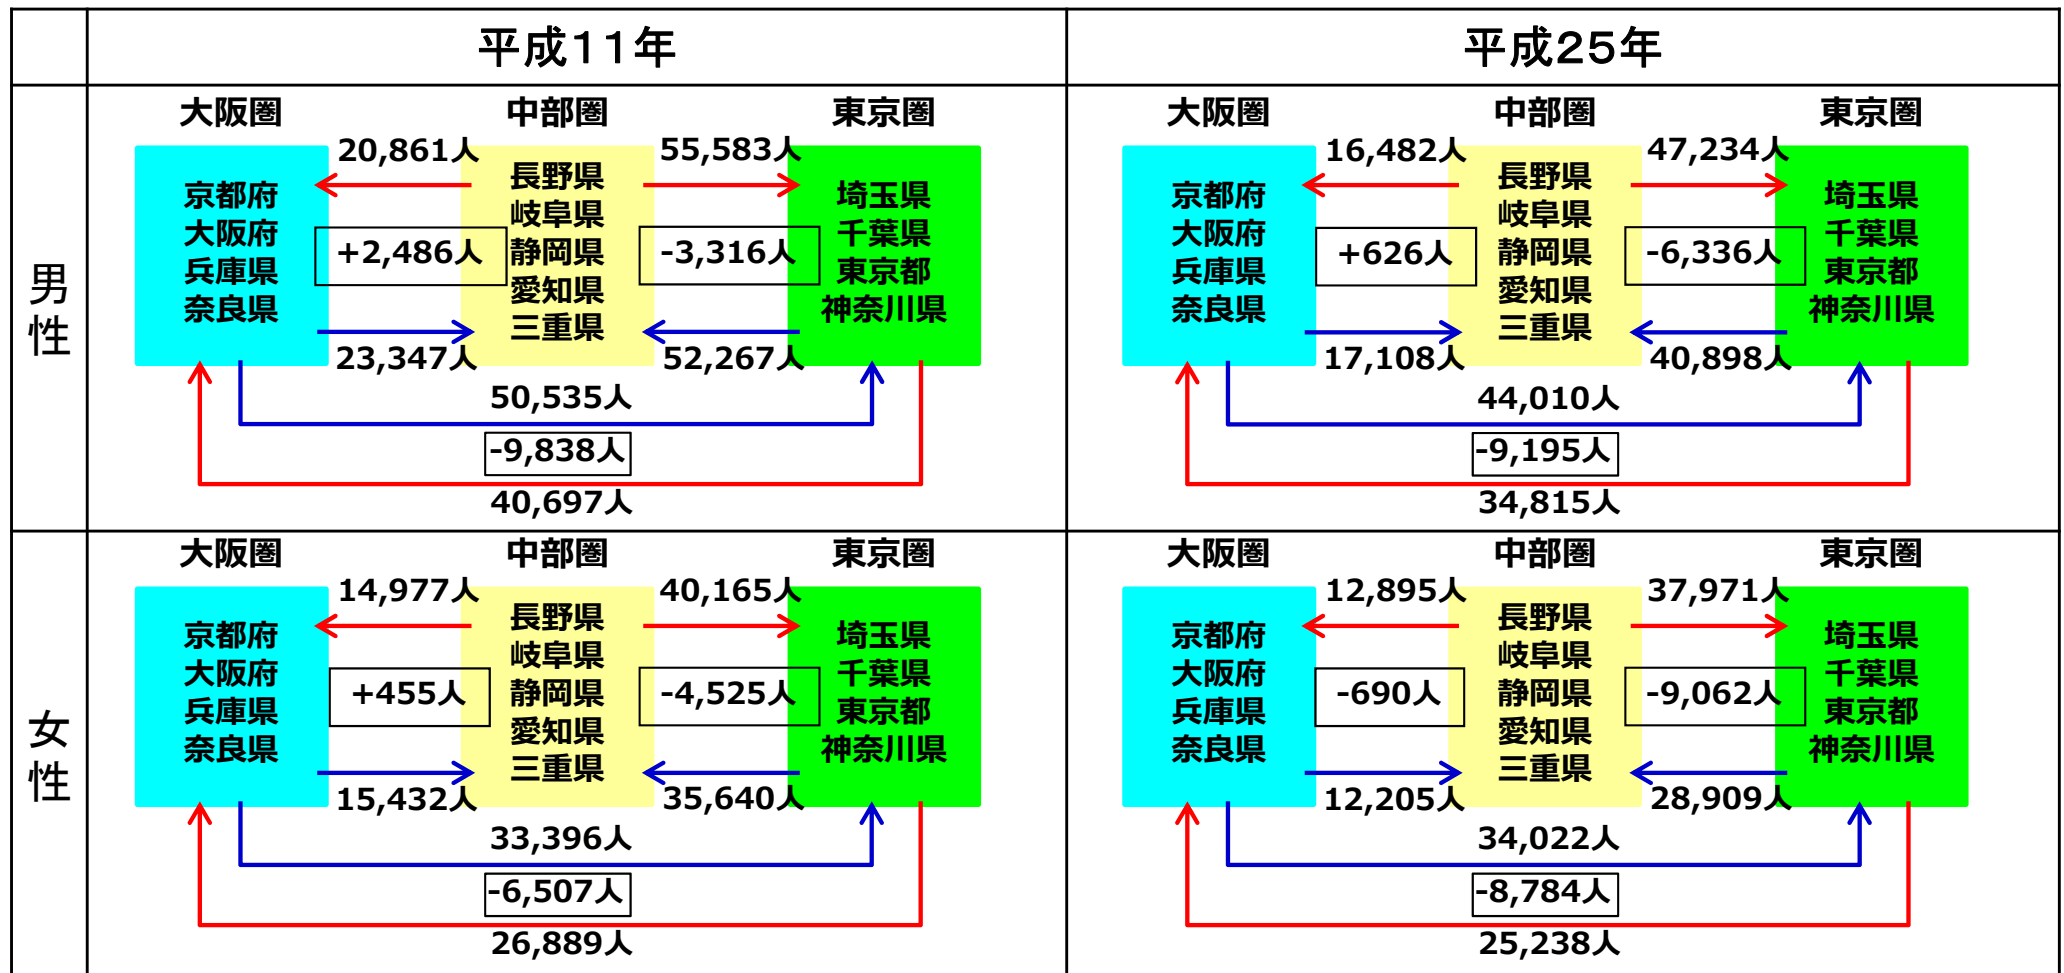 平成11年
平成25年
男性
大阪圏
中部圏
東京圏
20,861人
55,583人
京都府
大阪府
兵庫県
奈良県
長野県
岐阜県
静岡県
愛知県
三重県
埼玉県
千葉県
東京都
神奈川県
+2,486人
-3,316人
23,347人
52,267人
50,535人
-9,838人
40,697人
大阪圏
中部圏
東京圏
16,482人
47,234人
京都府
大阪府
兵庫県
奈良県
長野県
岐阜県
静岡県
愛知県
三重県
埼玉県
千葉県
東京都
神奈川県
+626人
-6,336人
17,108人
40,898人
44,010人
-9,195人
34,815人
女性
大阪圏
中部圏
東京圏
14,977人
40,165人
京都府
大阪府
兵庫県
奈良県
長野県
岐阜県
静岡県
愛知県
三重県
埼玉県
千葉県
東京都
神奈川県
+455人
-4,525人
15,432人
35,640人
33,396人
-6,507人
26,889人
大阪圏
中部圏
東京圏
12,895人
37,971人
京都府
大阪府
兵庫県
奈良県
長野県
岐阜県
静岡県
愛知県
三重県
埼玉県
千葉県
東京都
神奈川県
-690人
-9,062人
12,205人
28,909人
34,022人
-8,784人
25,238人